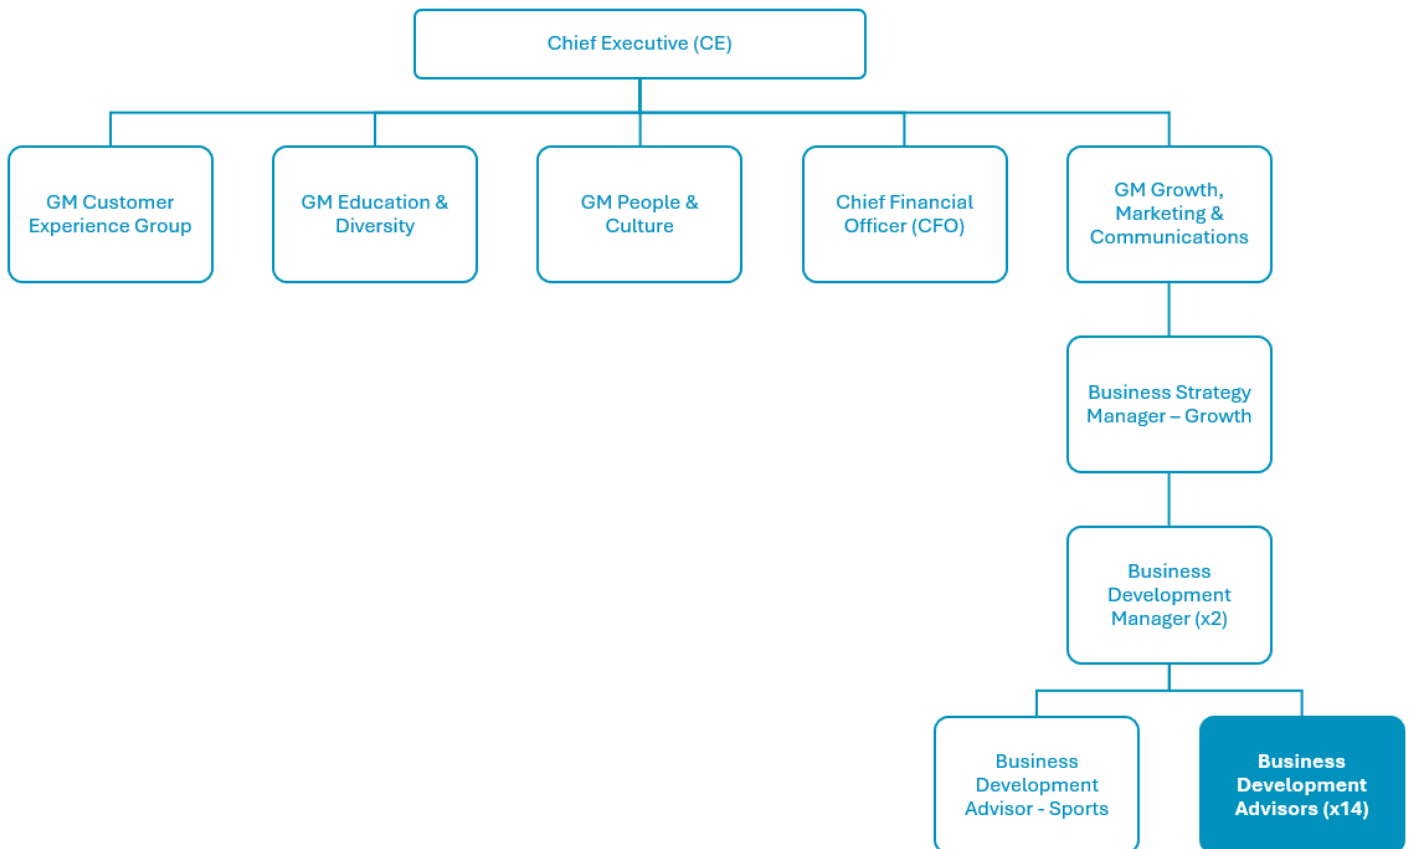 Chief Executive (CE)
GM Customer
Experience Group
GM Education &
Diversity
GM People &
Culture
Chief Financial
Officer (CFO)
GM Growth,
Marketing &
Communications
Business Strategy
Manager – Growth
Business
Development
Manager (x2)
Business
Development
Advisor - Sports
Business
Development
Advisors (x14)